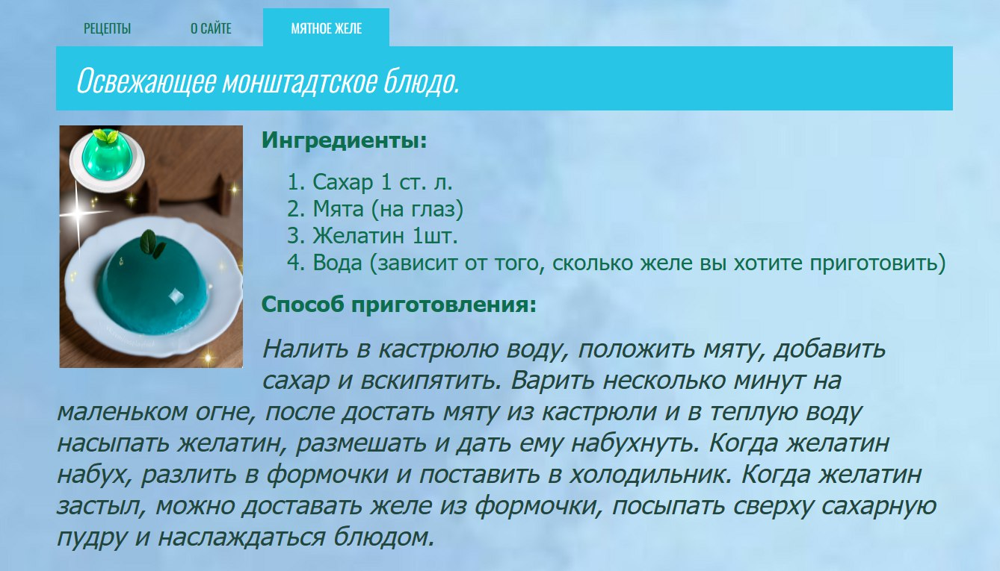 РЕЦЕПТЫ О САЙТЕ МЯТНОЕ ЖЕЛЕ
Освежающее монштадтское блюдо.
Ингредиенты:
1. Сахар 1 ст. л.
2. Мята (на глаз)
3. Желатин 1шт.
4. Вода (зависит от того, сколько желе вы хотите приготовить)
Способ приготовления:
Налить в кастрюлю воду, положить мяту, добавить
сахар и вскипятить. Варить несколько минут на
маленьком огне, после достать мяту из кастрюли и в теплую воду
насыпать желатин, размешать и дать ему набухнуть. Когда желатин
набух, разлить в формочки и поставить в холодильник. Когда желатин
застыл, можно доставать желе из формочки, посыпать сверху сахарную
пудру и наслаждаться блюдом.